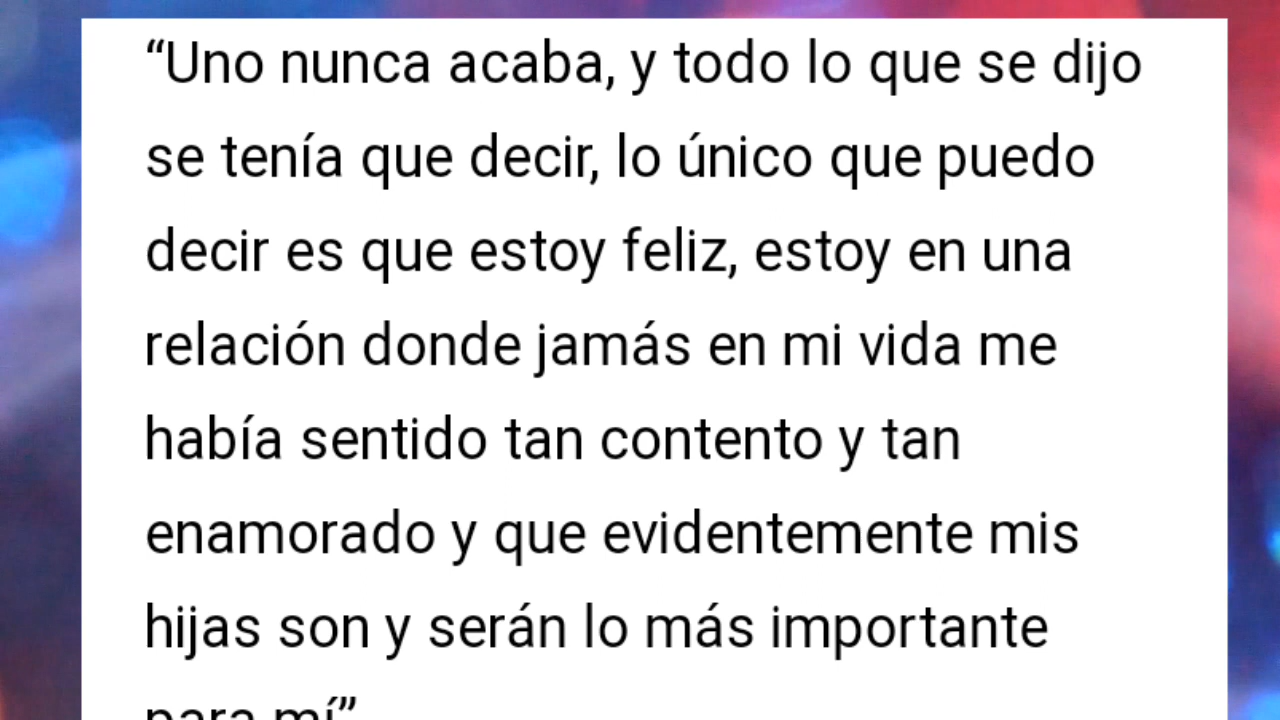 “Uno nunca acaba, y todo lo que se dijo
se tenía que decir, lo único que puedo
decir es que estoy feliz, estoy en una
relación donde jamás en mi vida me
había sentido tan contento y tan
enamorado y que evidentemente mis
hijas son y serán lo más importante
para mí”